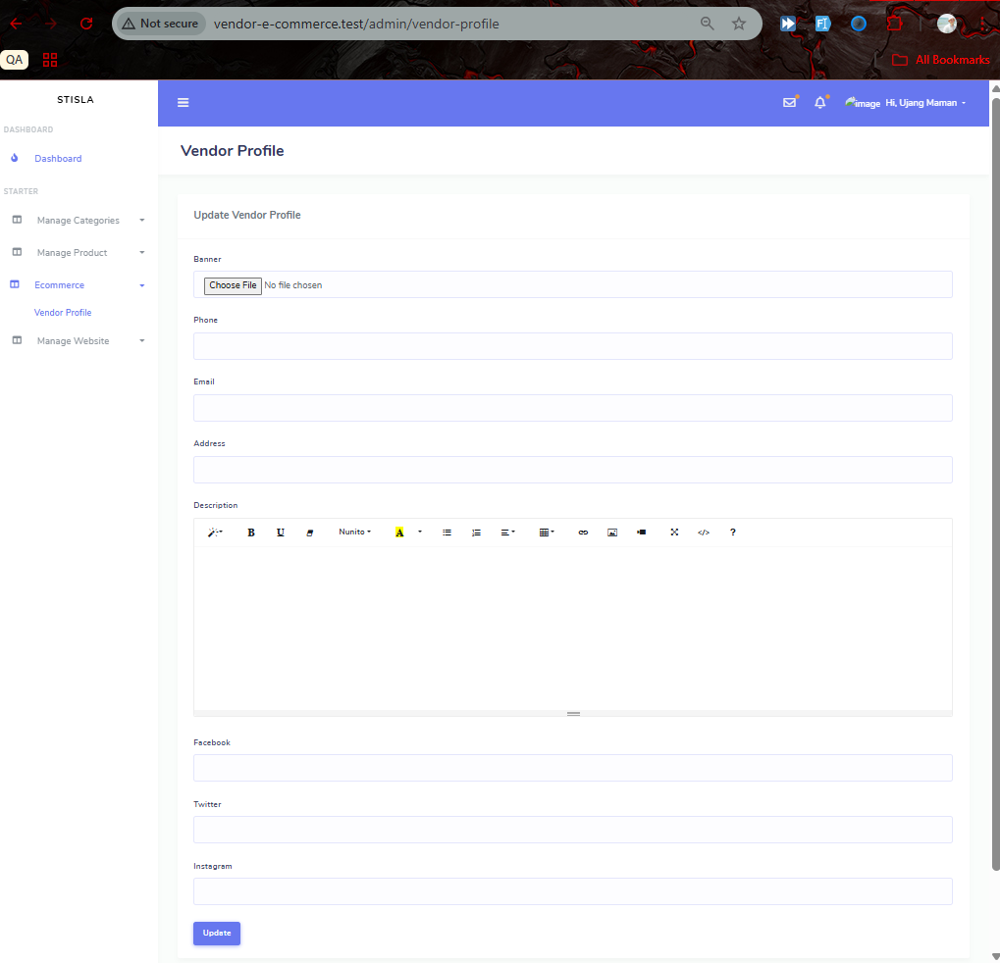 Not secure vendor-e-commerce.test/admin/vendor-profile
QA
All Bookmarks
STISLA
image Hi, Ujang Maman
DASHBOARD
Dashboard
STARTER
Manage Categories
Manage Product
Ecommerce
Vendor Profile
Manage Website
Vendor Profile
Update Vendor Profile
Banner
Choose File No file chosen
Phone
Email
Address
Description
B U Nunito A </> ?
Facebook
Twitter
Instagram
Update